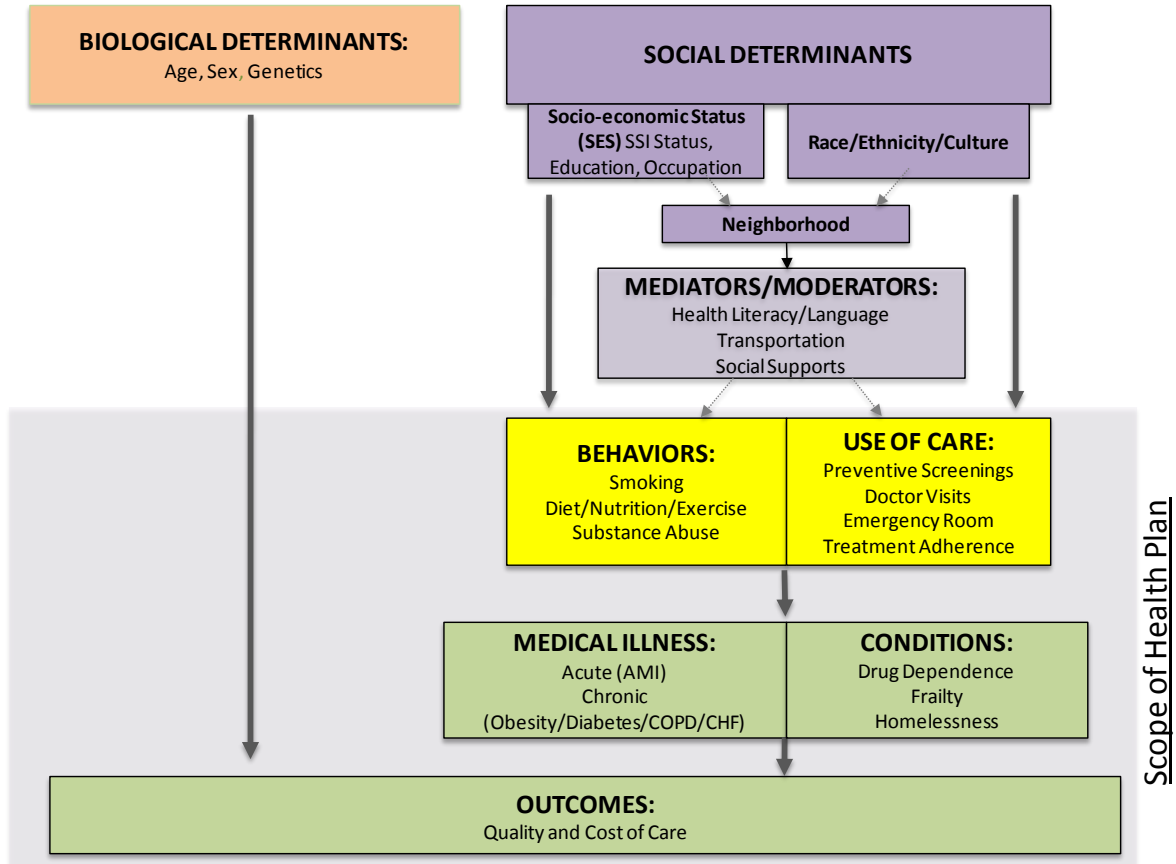 BIOLOGICAL DETERMINANTS:
Age, Sex, Genetics
SOCIAL DETERMINANTS
Socio-economic Status
(SES) SSI Status,
Education, Occupation
Race/Ethnicity/Culture
Neighborhood
MEDIATORS/MODERATORS:
Health Literacy/Language
Transportation
Social Supports
BEHAVIORS:
Smoking
Diet/Nutrition/Exercise
Substance Abuse
USE OF CARE:
Preventive Screenings
Doctor Visits
Emergency Room
Treatment Adherence
MEDICAL ILLNESS:
Acute (AMI)
Chronic
(Obesity/Diabetes/COPD/CHF)
CONDITIONS:
Drug Dependence
Frailty
Homelessness
OUTCOMES:
Quality and Cost of Care
Scope of Health Plan